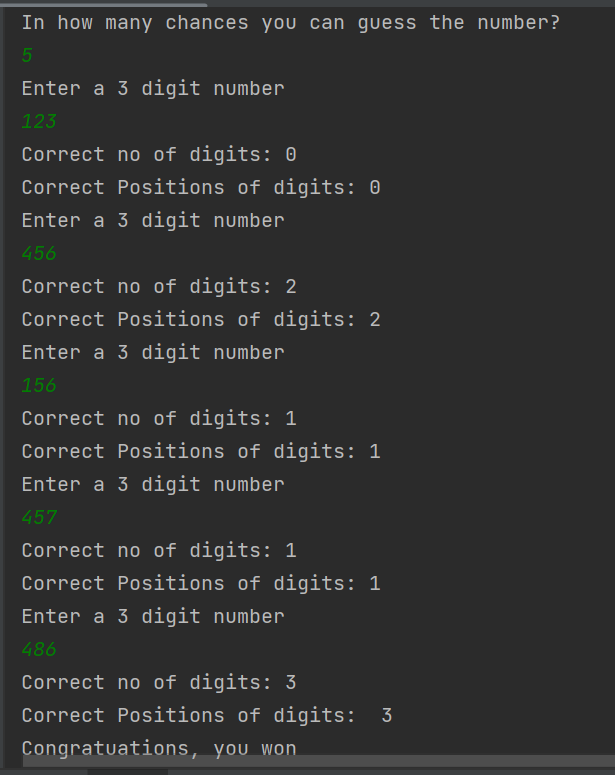 In how many chances you can guess the number?
5
Enter a 3 digit number
123
Correct no of digits: 0
Correct Positions of digits: 0
Enter a 3 digit number
456
Correct no of digits: 2
Correct Positions of digits: 2
Enter a 3 digit number
156
Correct no of digits: 1
Correct Positions of digits: 1
Enter a 3 digit number
457
Correct no of digits: 1
Correct Positions of digits: 1
Enter a 3 digit number
486
Correct no of digits: 3
Correct Positions of digits:  3
Congratuations, you won